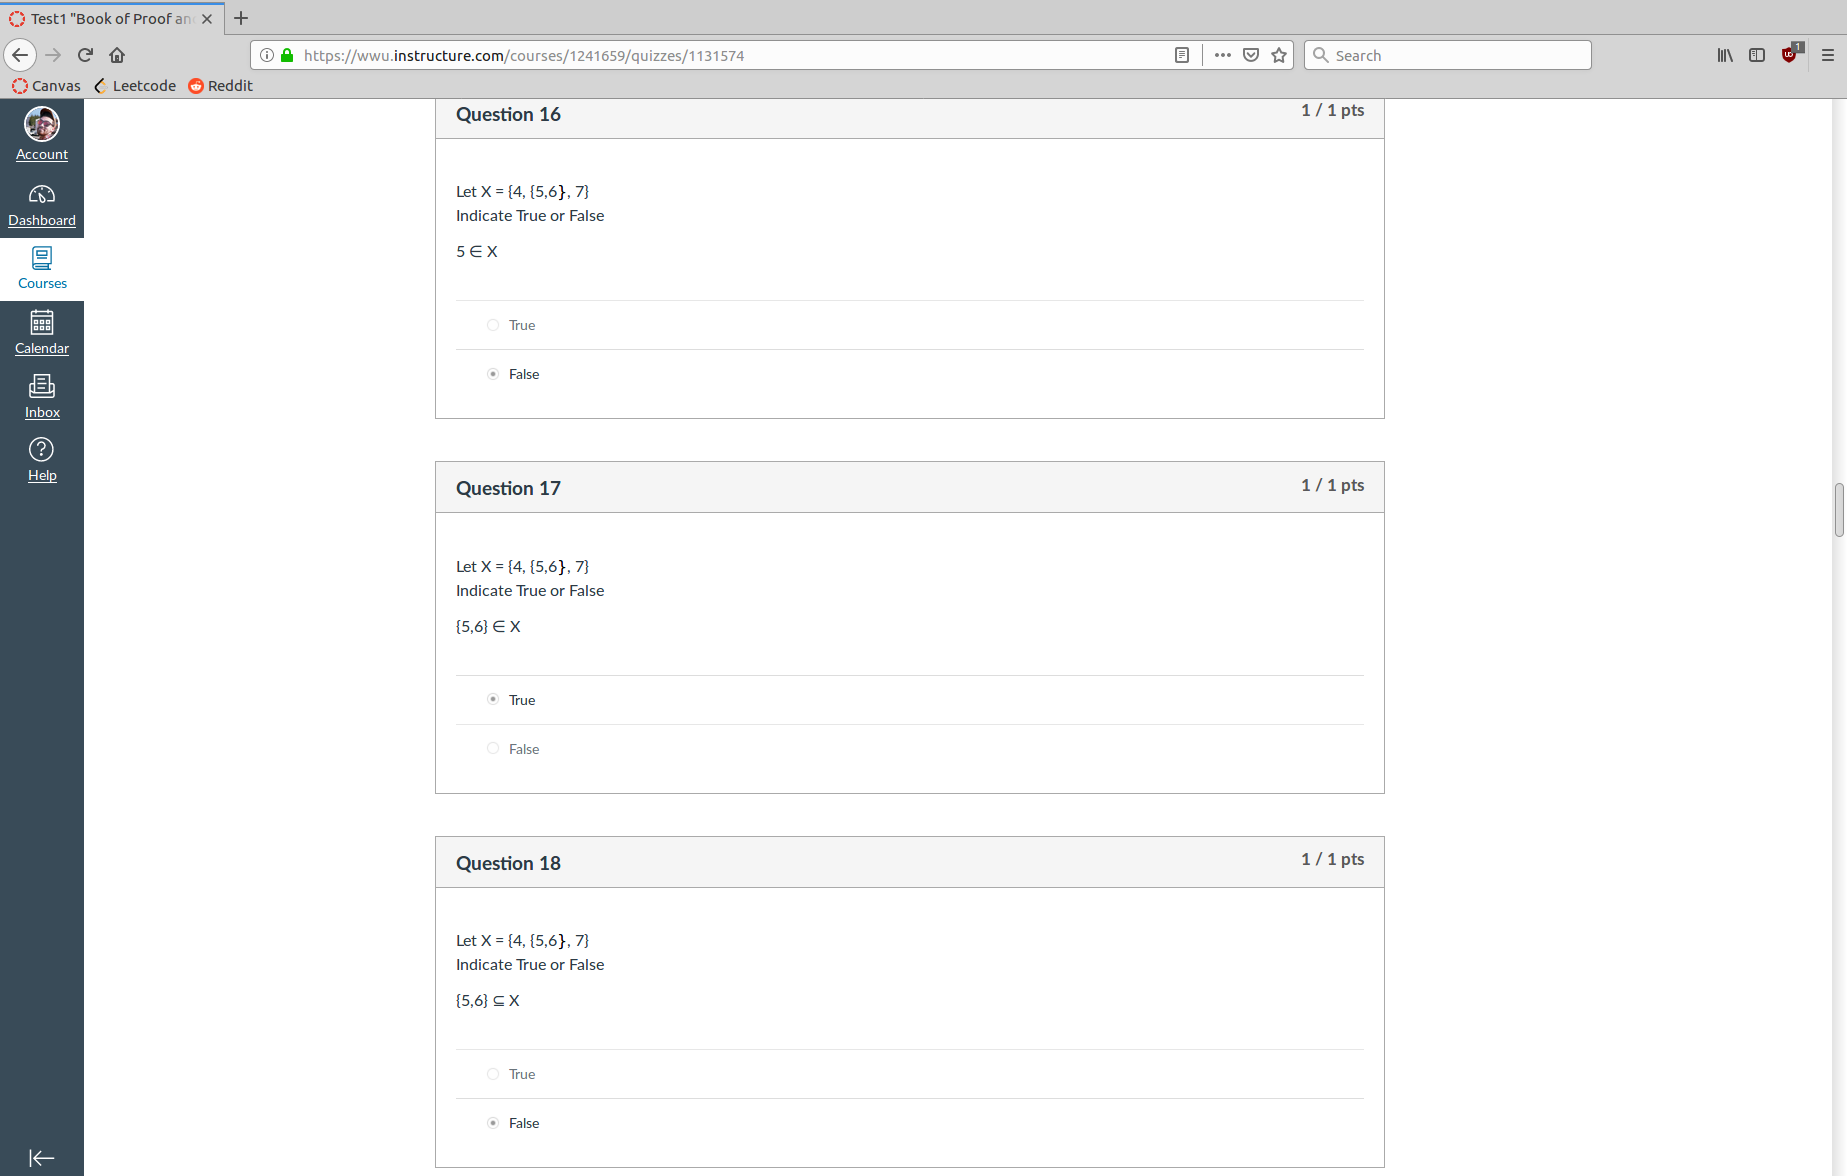 Test1 "Book of Proof an
https://wwu.instructure.com/courses/1241659/quizzes/1131574
Search
1
Canvas Leetcode Reddit
Account
Dashboard
Courses
Calendar
Inbox
Help
Question 16
1 / 1 pts
Let X = {4, {5,6}, 7}
Indicate True or False
5 ∈ X
True
False
Question 17
1 / 1 pts
Let X = {4, {5,6}, 7}
Indicate True or False
{5,6} ∈ X
True
False
Question 18
1 / 1 pts
Let X = {4, {5,6}, 7}
Indicate True or False
{5,6} ⊆ X
True
False